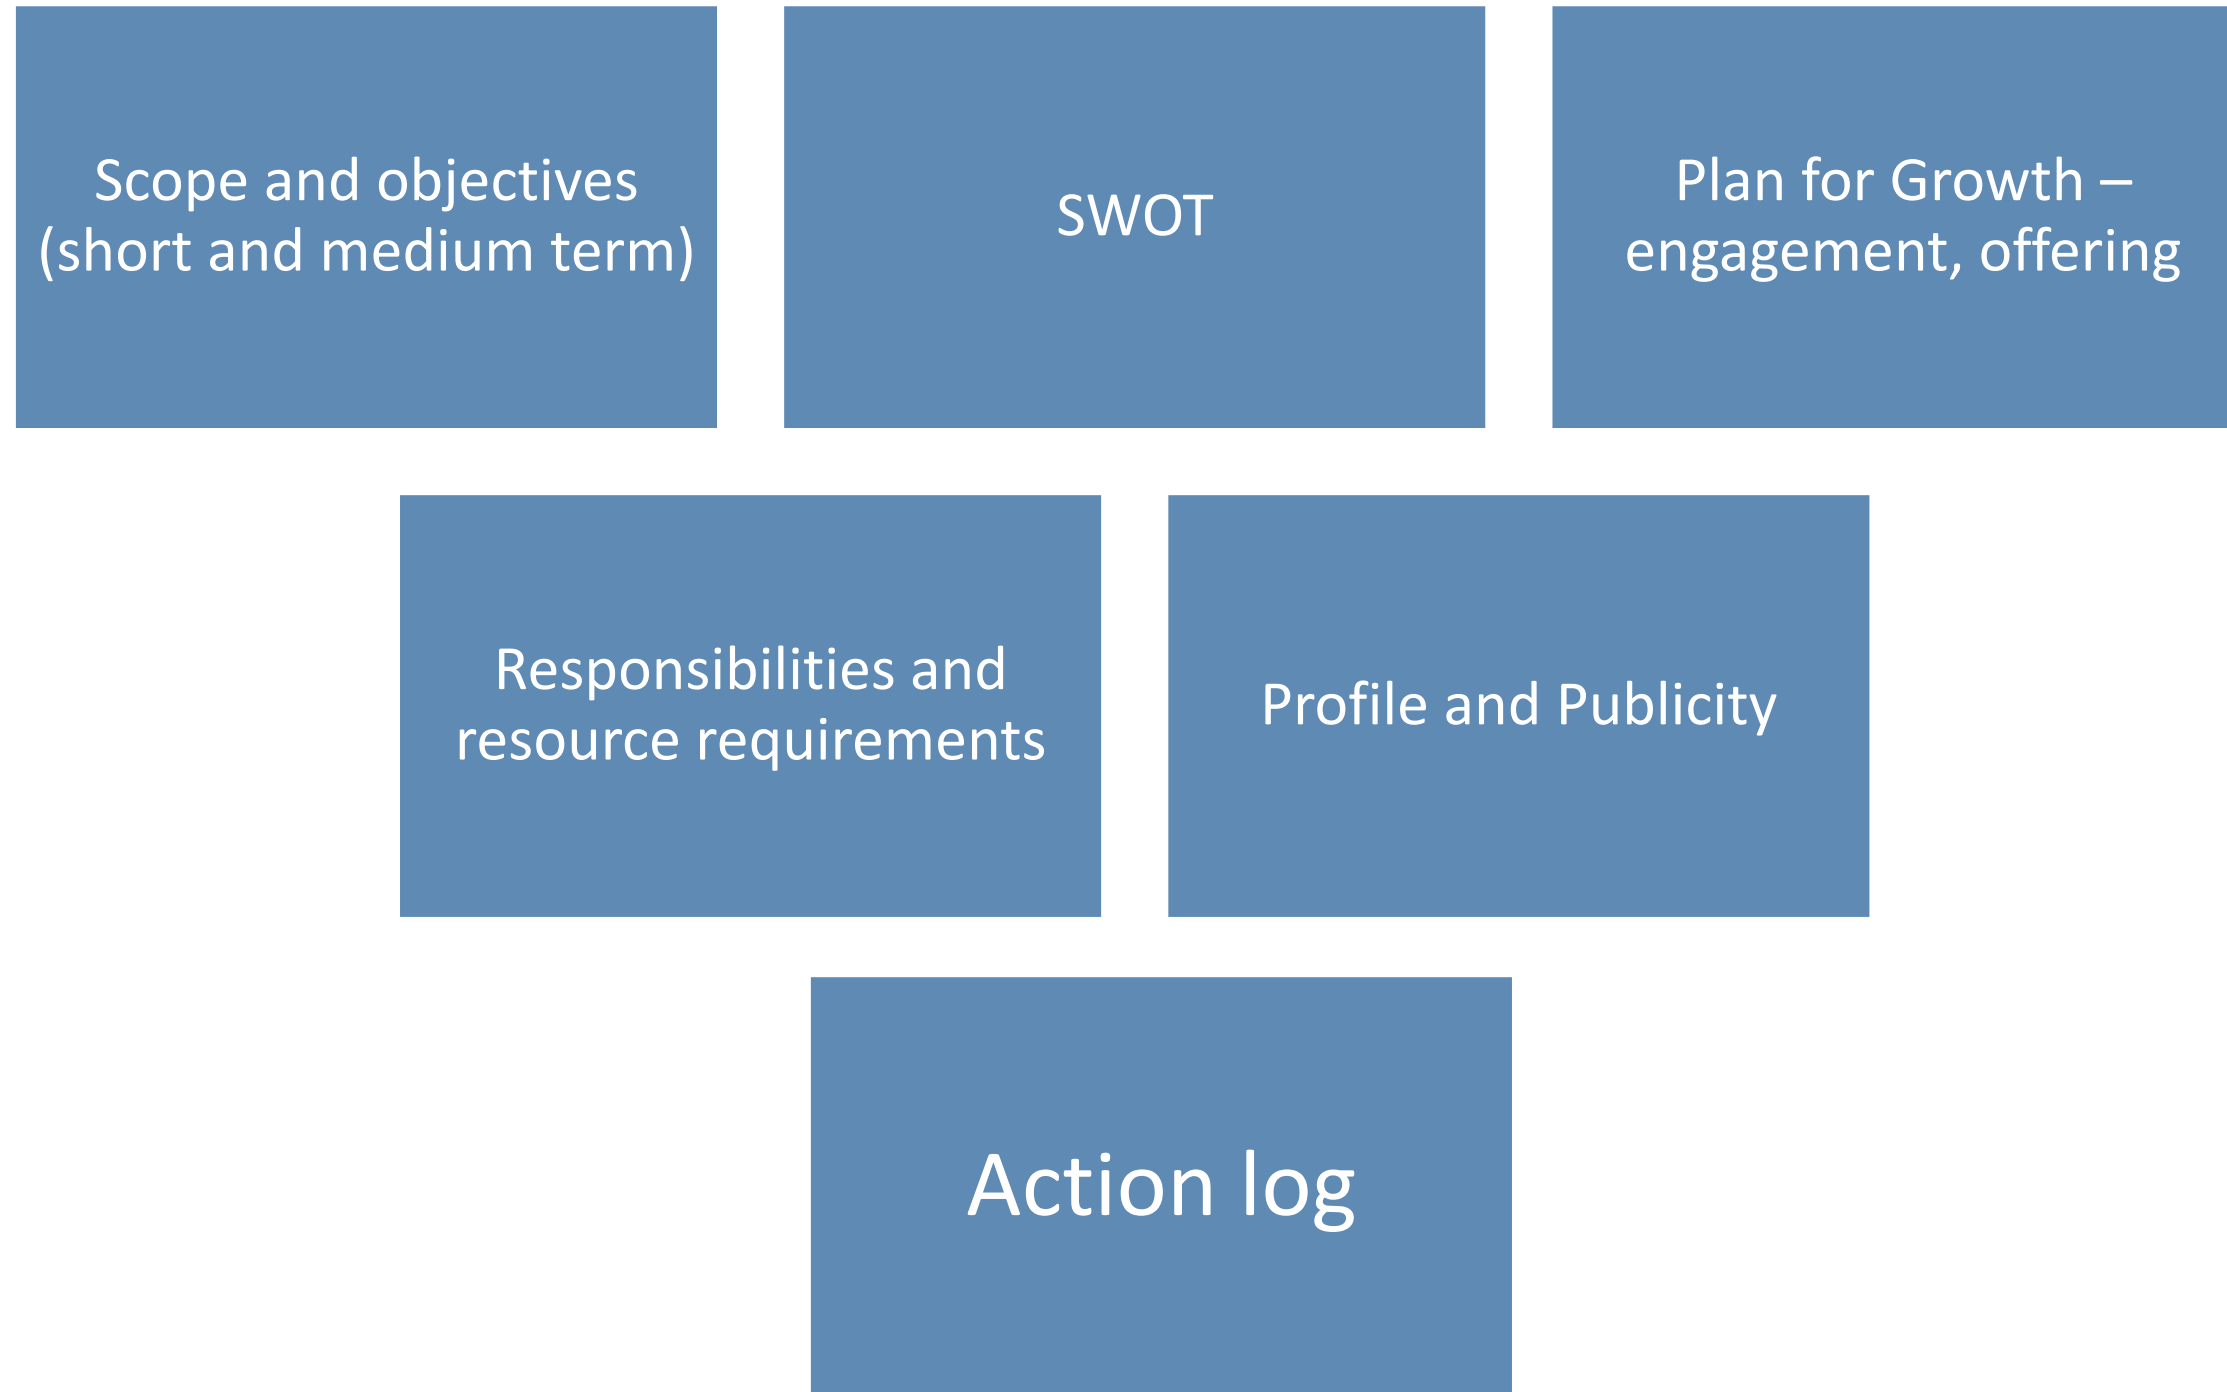 Scope and objectives
(short and medium term)
SWOT
Plan for Growth –
engagement, offering
Responsibilities and
resource requirements
Profile and Publicity
Action log